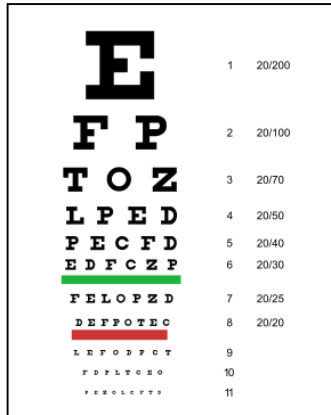 E 1 20/200
F P 2 20/100
T O Z 3 20/70
L P E D 4 20/50
P E C F D 5 20/40
E D F C Z P 6 20/30
F E L O P Z D 7 20/25
D E F P O T E C 8 20/20
L E F O D P C T 9
F D P L T C E O 10
P E Z O L C F T D 11